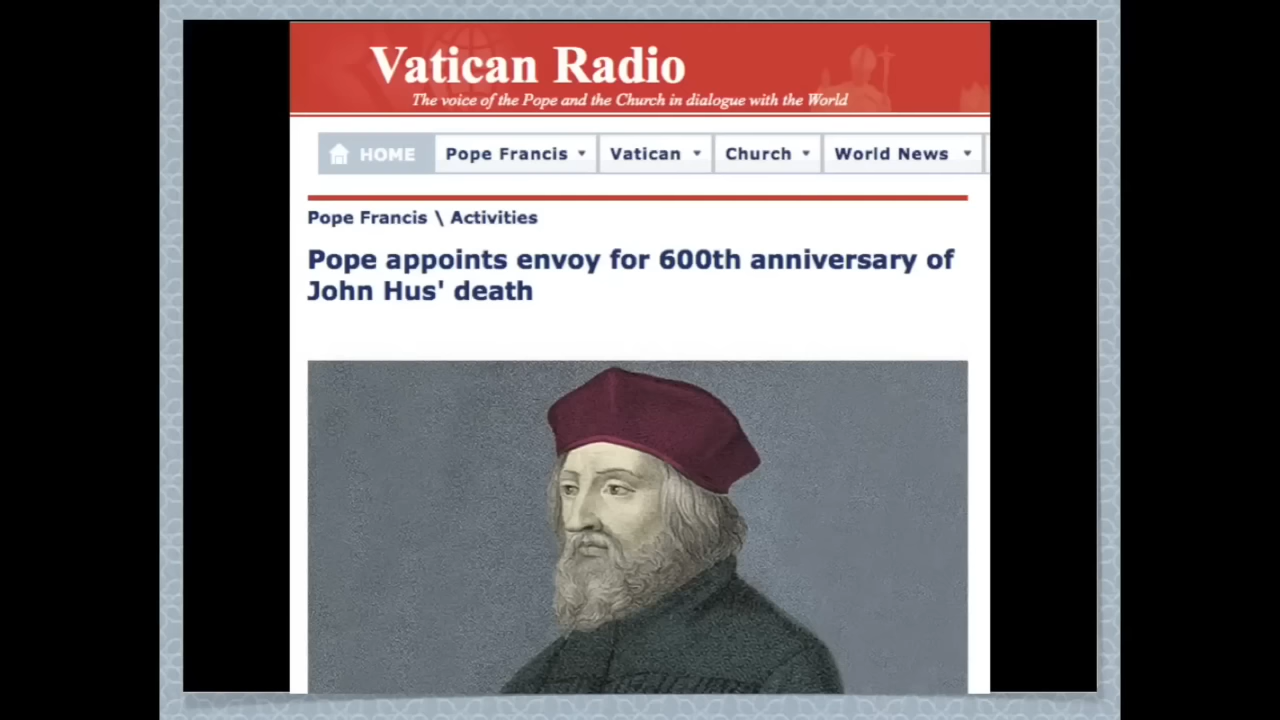 Vatican Radio
The voice of the Pope and the Church in dialogue with the World
HOME Pope Francis Vatican Church World News
Pope Francis \ Activities
Pope appoints envoy for 600th anniversary of
John Hus' death